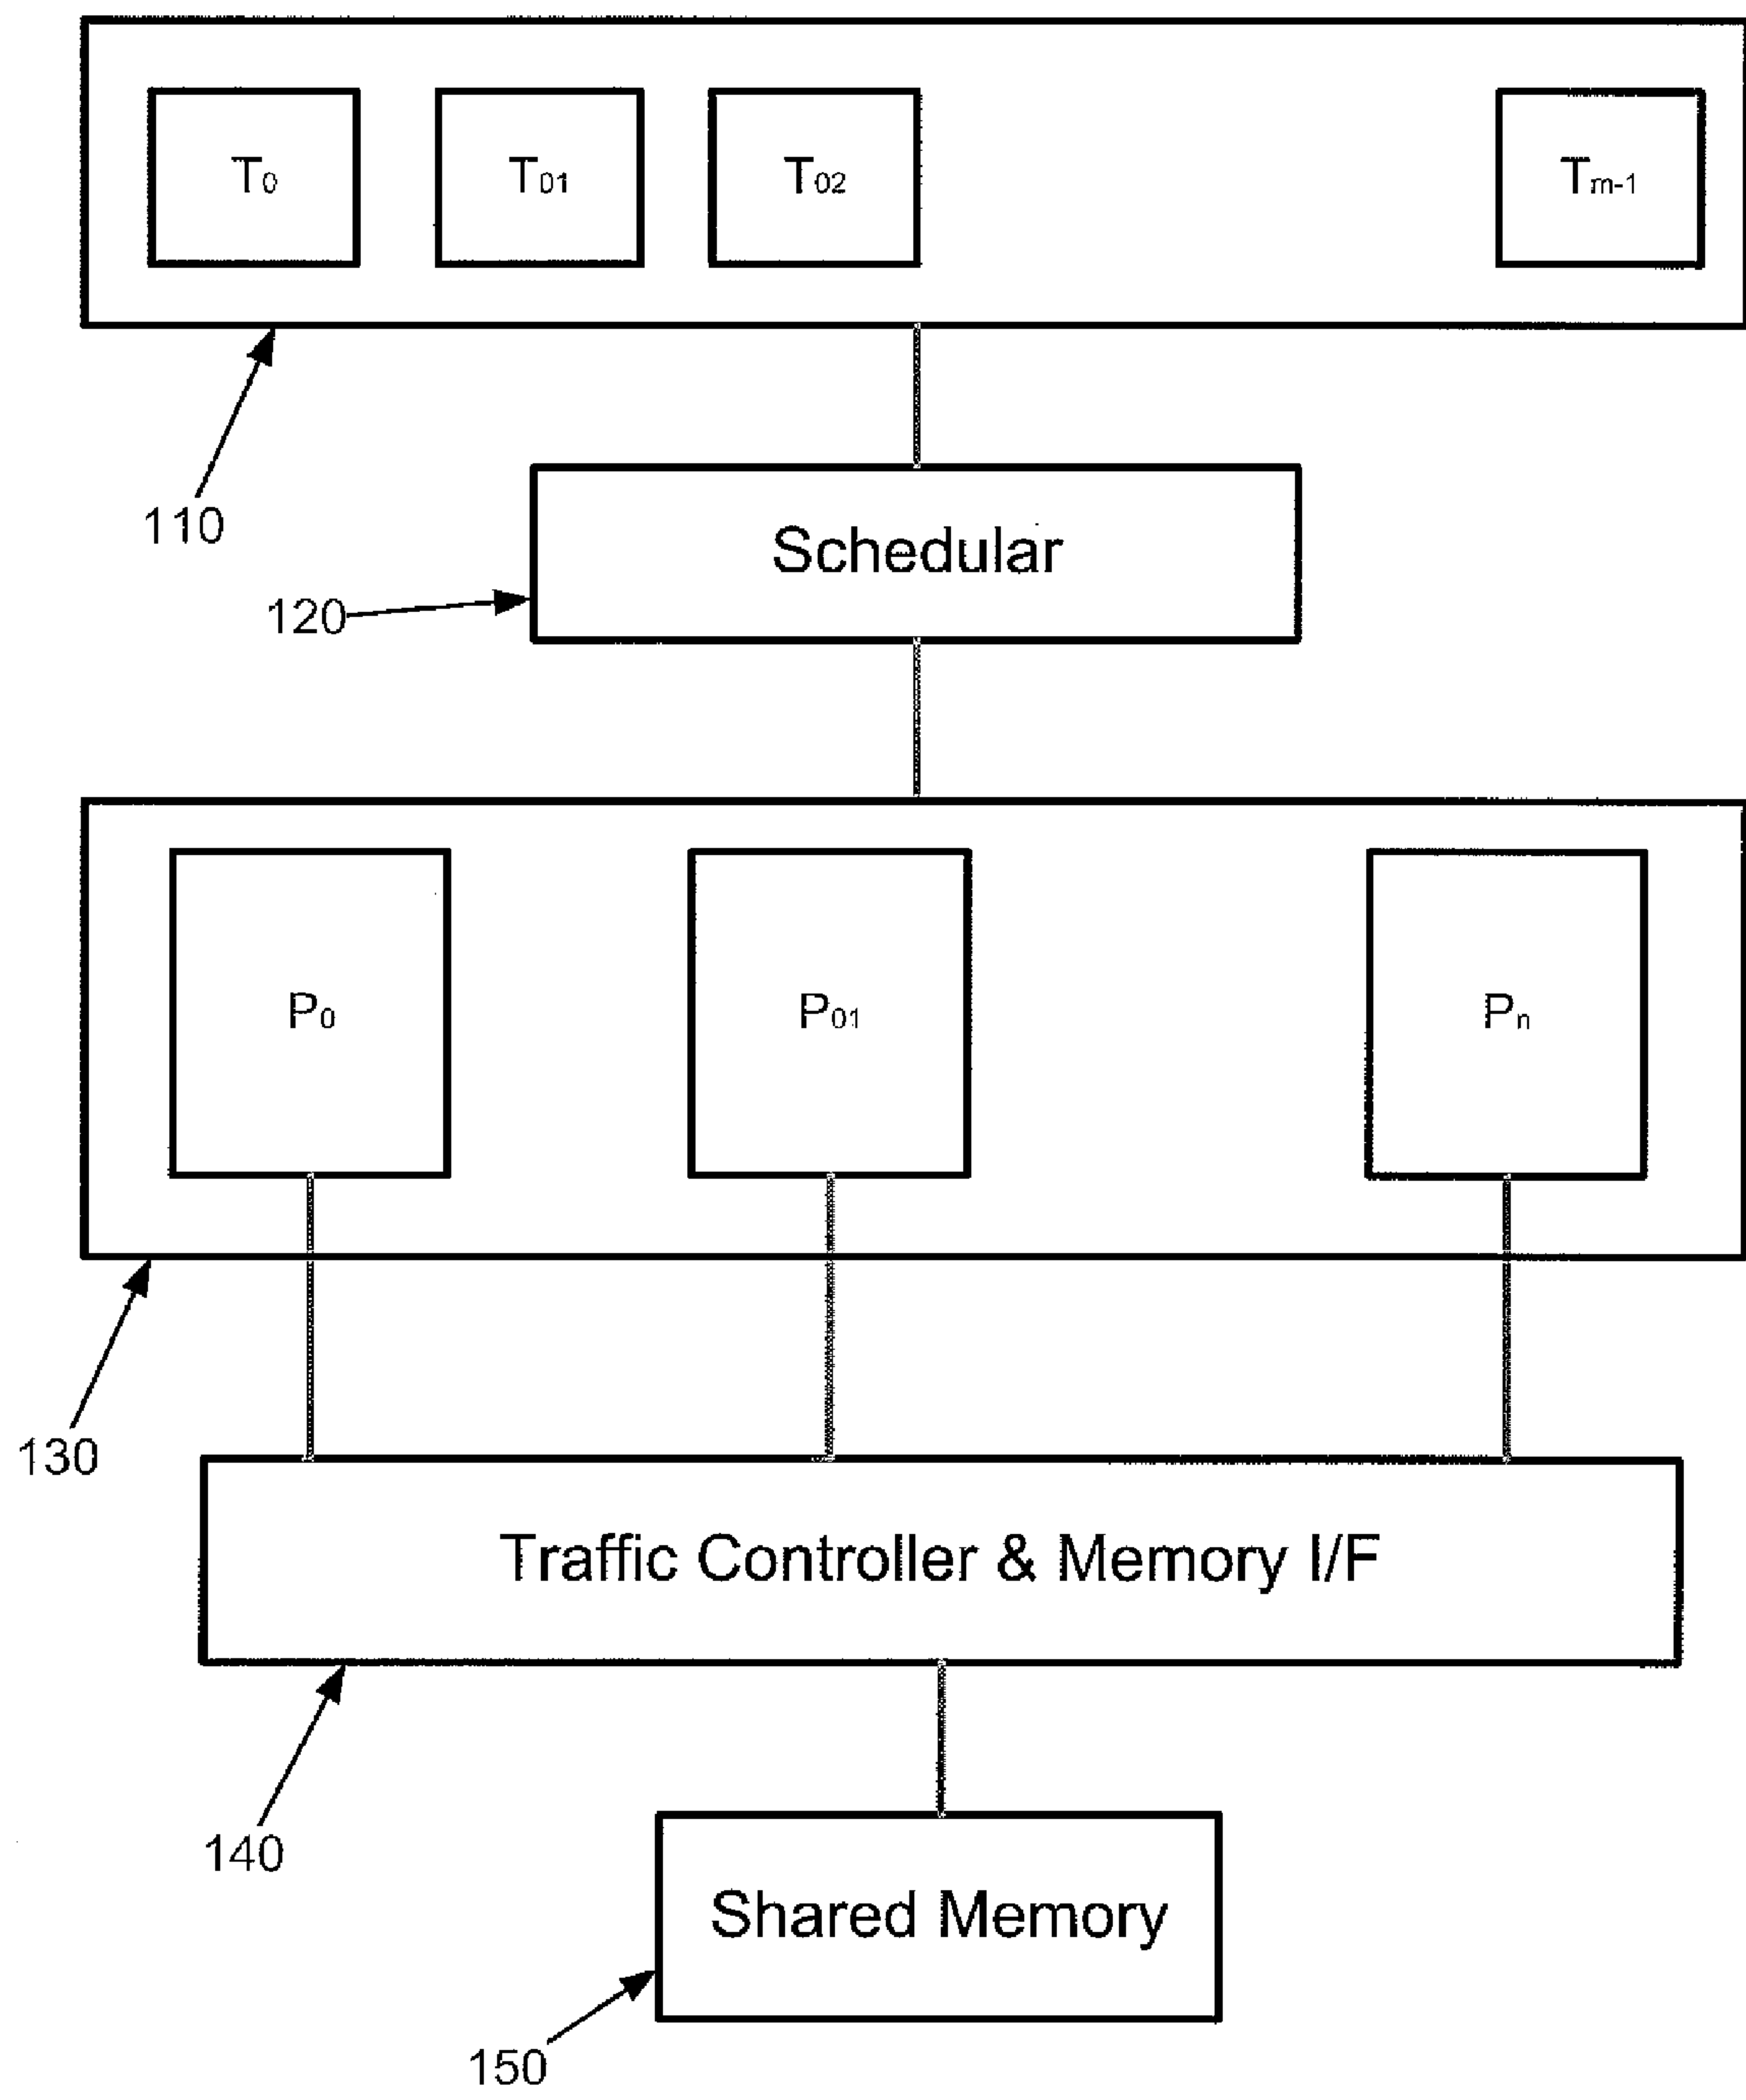 T0 T01 T02 Tm-1
110
Schedular
120
P0 P01 Pn
130
Traffic Controller & Memory I/F
140
Shared Memory
150